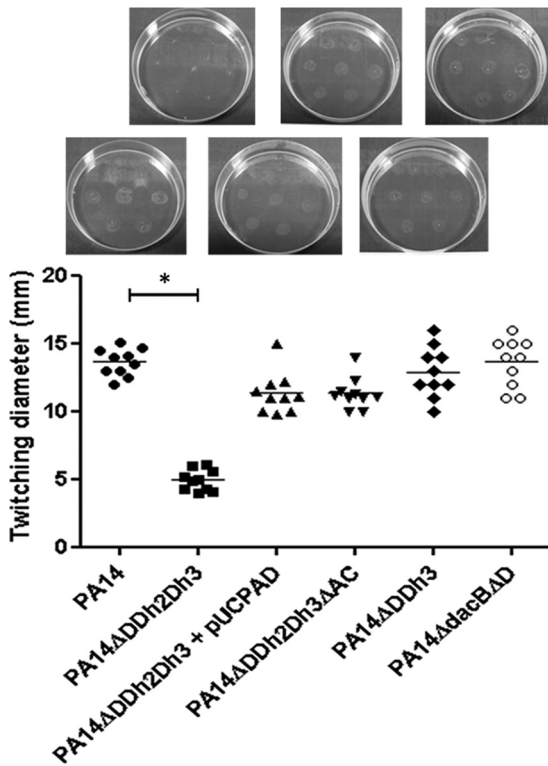 *
Twitching diameter (mm)
20
15
10
5
0
PA14
PA14ΔDDh2Dh3
PA14ΔDDh2Dh3 + pUCPAD
PA14ΔDDh2Dh3ΔAC
PA14ΔDDh3
PA14ΔdacBΔD